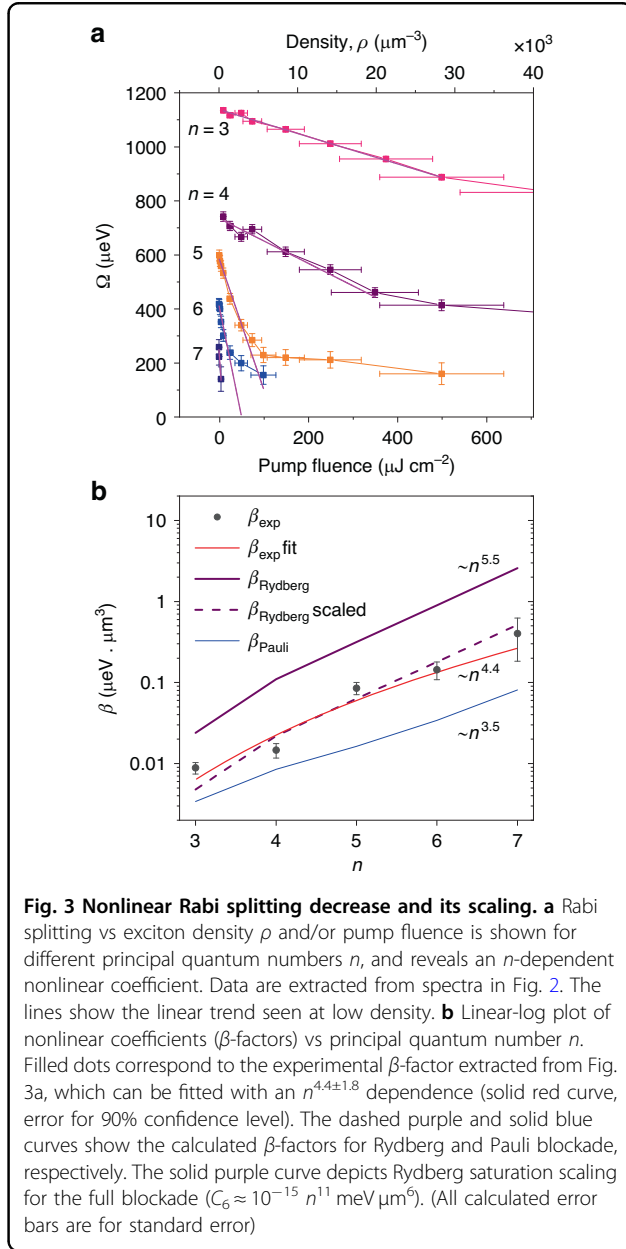 a
Density, ρ (μm⁻³) ×10³
0 10 20 30 40
1200
1000
800
600
400
200
0
Ω (μeV)
n = 3
n = 4
5
6
7
0 200 400 600
Pump fluence (μJ cm⁻²)
b
10
1
0.1
0.01
β (μeV · μm³)
β_exp
β_exp fit
β_Rydberg
β_Rydberg scaled
β_Pauli
~n^5.5
~n^4.4
~n^3.5
3 4 5 6 7
n
Fig. 3 Nonlinear Rabi splitting decrease and its scaling. a Rabi
splitting vs exciton density ρ and/or pump fluence is shown for
different principal quantum numbers n, and reveals an n-dependent
nonlinear coefficient. Data are extracted from spectra in Fig. 2. The
lines show the linear trend seen at low density. b Linear-log plot of
nonlinear coefficients (β-factors) vs principal quantum number n.
Filled dots correspond to the experimental β-factor extracted from Fig.
3a, which can be fitted with an n^4.4±1.8 dependence (solid red curve,
error for 90% confidence level). The dashed purple and solid blue
curves show the calculated β-factors for Rydberg and Pauli blockade,
respectively. The solid purple curve depicts Rydberg saturation scaling
for the full blockade (C₆ ≈ 10⁻¹⁵ n¹¹ meV μm⁶). (All calculated error
bars are for standard error)